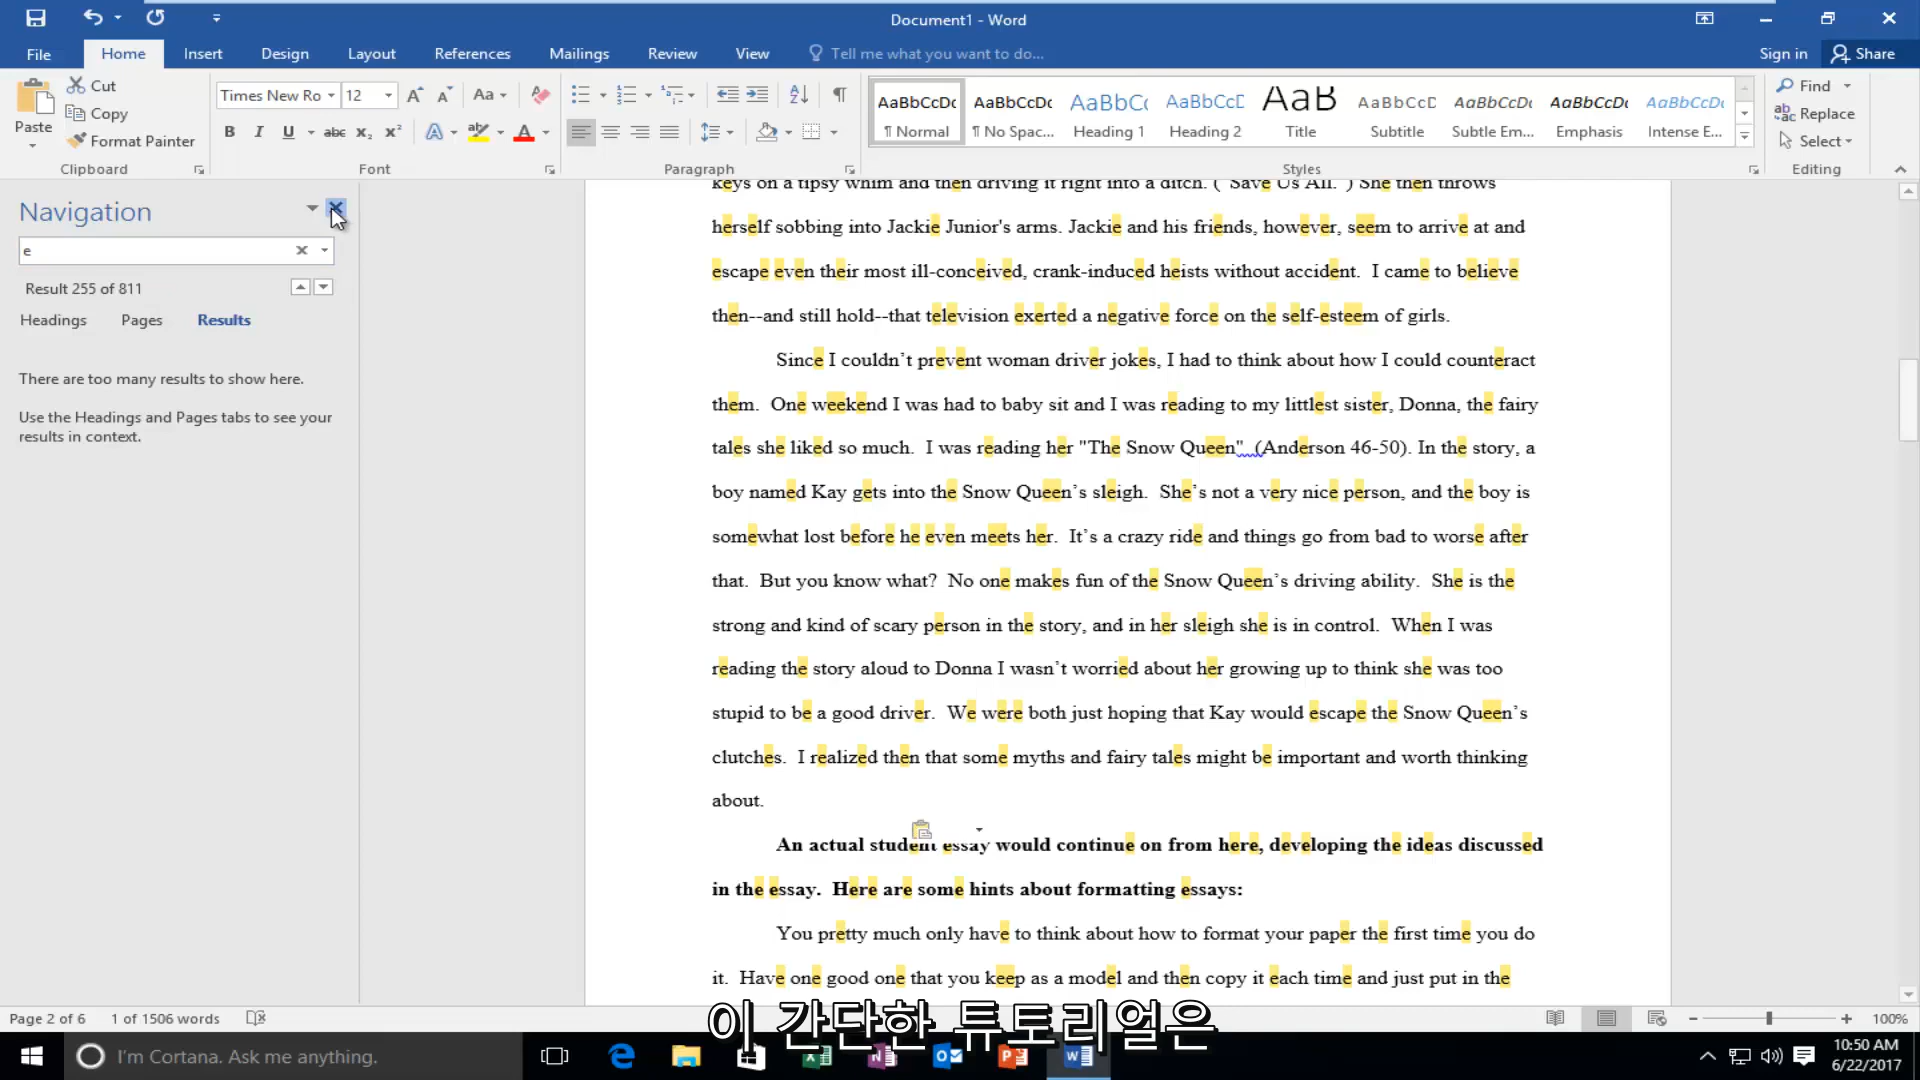 Document1 - Word
File Home Insert Design Layout References Mailings Review View Tell me what you want to do... Sign in Share
Paste
Cut
Copy
Format Painter
Clipboard
Times New Ro 12
Font
Paragraph
AaBbCcDc AaBbCcDc AaBbCc AaBbCcD AaB AaBbCcD AaBbCcDc AaBbCcDc AaBbCcDc
¶ Normal ¶ No Spac... Heading 1 Heading 2 Title Subtitle Subtle Em... Emphasis Intense E...
Styles
Find
Replace
Select
Editing
Navigation
e
Result 255 of 811
Headings Pages Results
There are too many results to show here.
Use the Headings and Pages tabs to see your
results in context.
keys on a tipsy whim and then driving it right into a ditch. ("Save Us All.") She then throws
herself sobbing into Jackie Junior's arms. Jackie and his friends, however, seem to arrive at and
escape even their most ill-conceived, crank-induced heists without accident. I came to believe
then--and still hold--that television exerted a negative force on the self-esteem of girls.
Since I couldn't prevent woman driver jokes, I had to think about how I could counteract
them. One weekend I was had to baby sit and I was reading to my littlest sister, Donna, the fairy
tales she liked so much. I was reading her "The Snow Queen" (Anderson 46-50). In the story, a
boy named Kay gets into the Snow Queen's sleigh. She's not a very nice person, and the boy is
somewhat lost before he even meets her. It's a crazy ride and things go from bad to worse after
that. But you know what? No one makes fun of the Snow Queen's driving ability. She is the
strong and kind of scary person in the story, and in her sleigh she is in control. When I was
reading the story aloud to Donna I wasn't worried about her growing up to think she was too
stupid to be a good driver. We were both just hoping that Kay would escape the Snow Queen's
clutches. I realized then that some myths and fairy tales might be important and worth thinking
about.
An actual student essay would continue on from here, developing the ideas discussed
in the essay. Here are some hints about formatting essays:
You pretty much only have to think about how to format your paper the first time you do
it. Have one good one that you keep as a model and then copy it each time and just put in the
이 간단한 튜토리얼은
Page 2 of 6 1 of 1506 words 100%
I'm Cortana. Ask me anything.
10:50 AM
6/22/2017